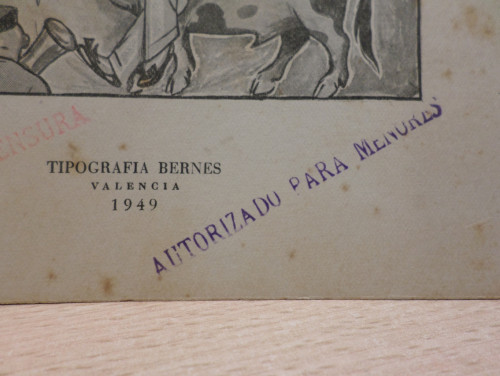 ENSURA
TIPOGRAFIA BERNES
VALENCIA
1949
AUTORIZADO PARA MENORES